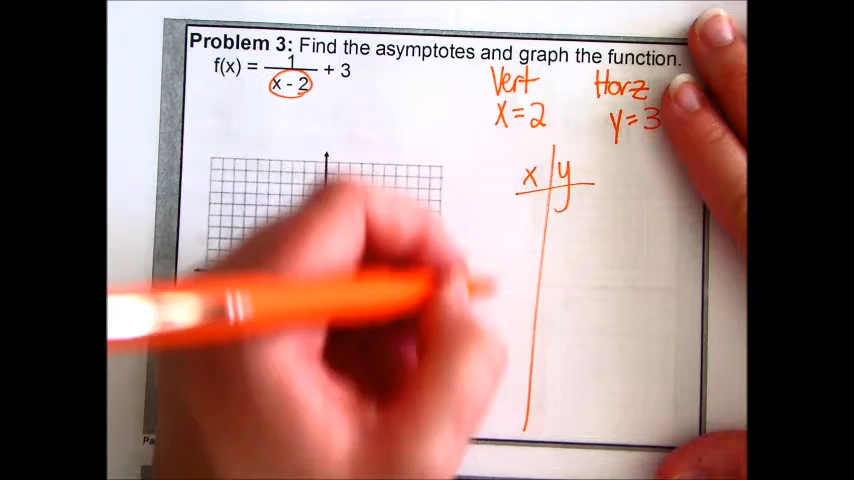 Problem 3: Find the asymptotes and graph the function.
f(x) = 1 / x - 2 + 3
Vert Horz
x=2 y=3
x y